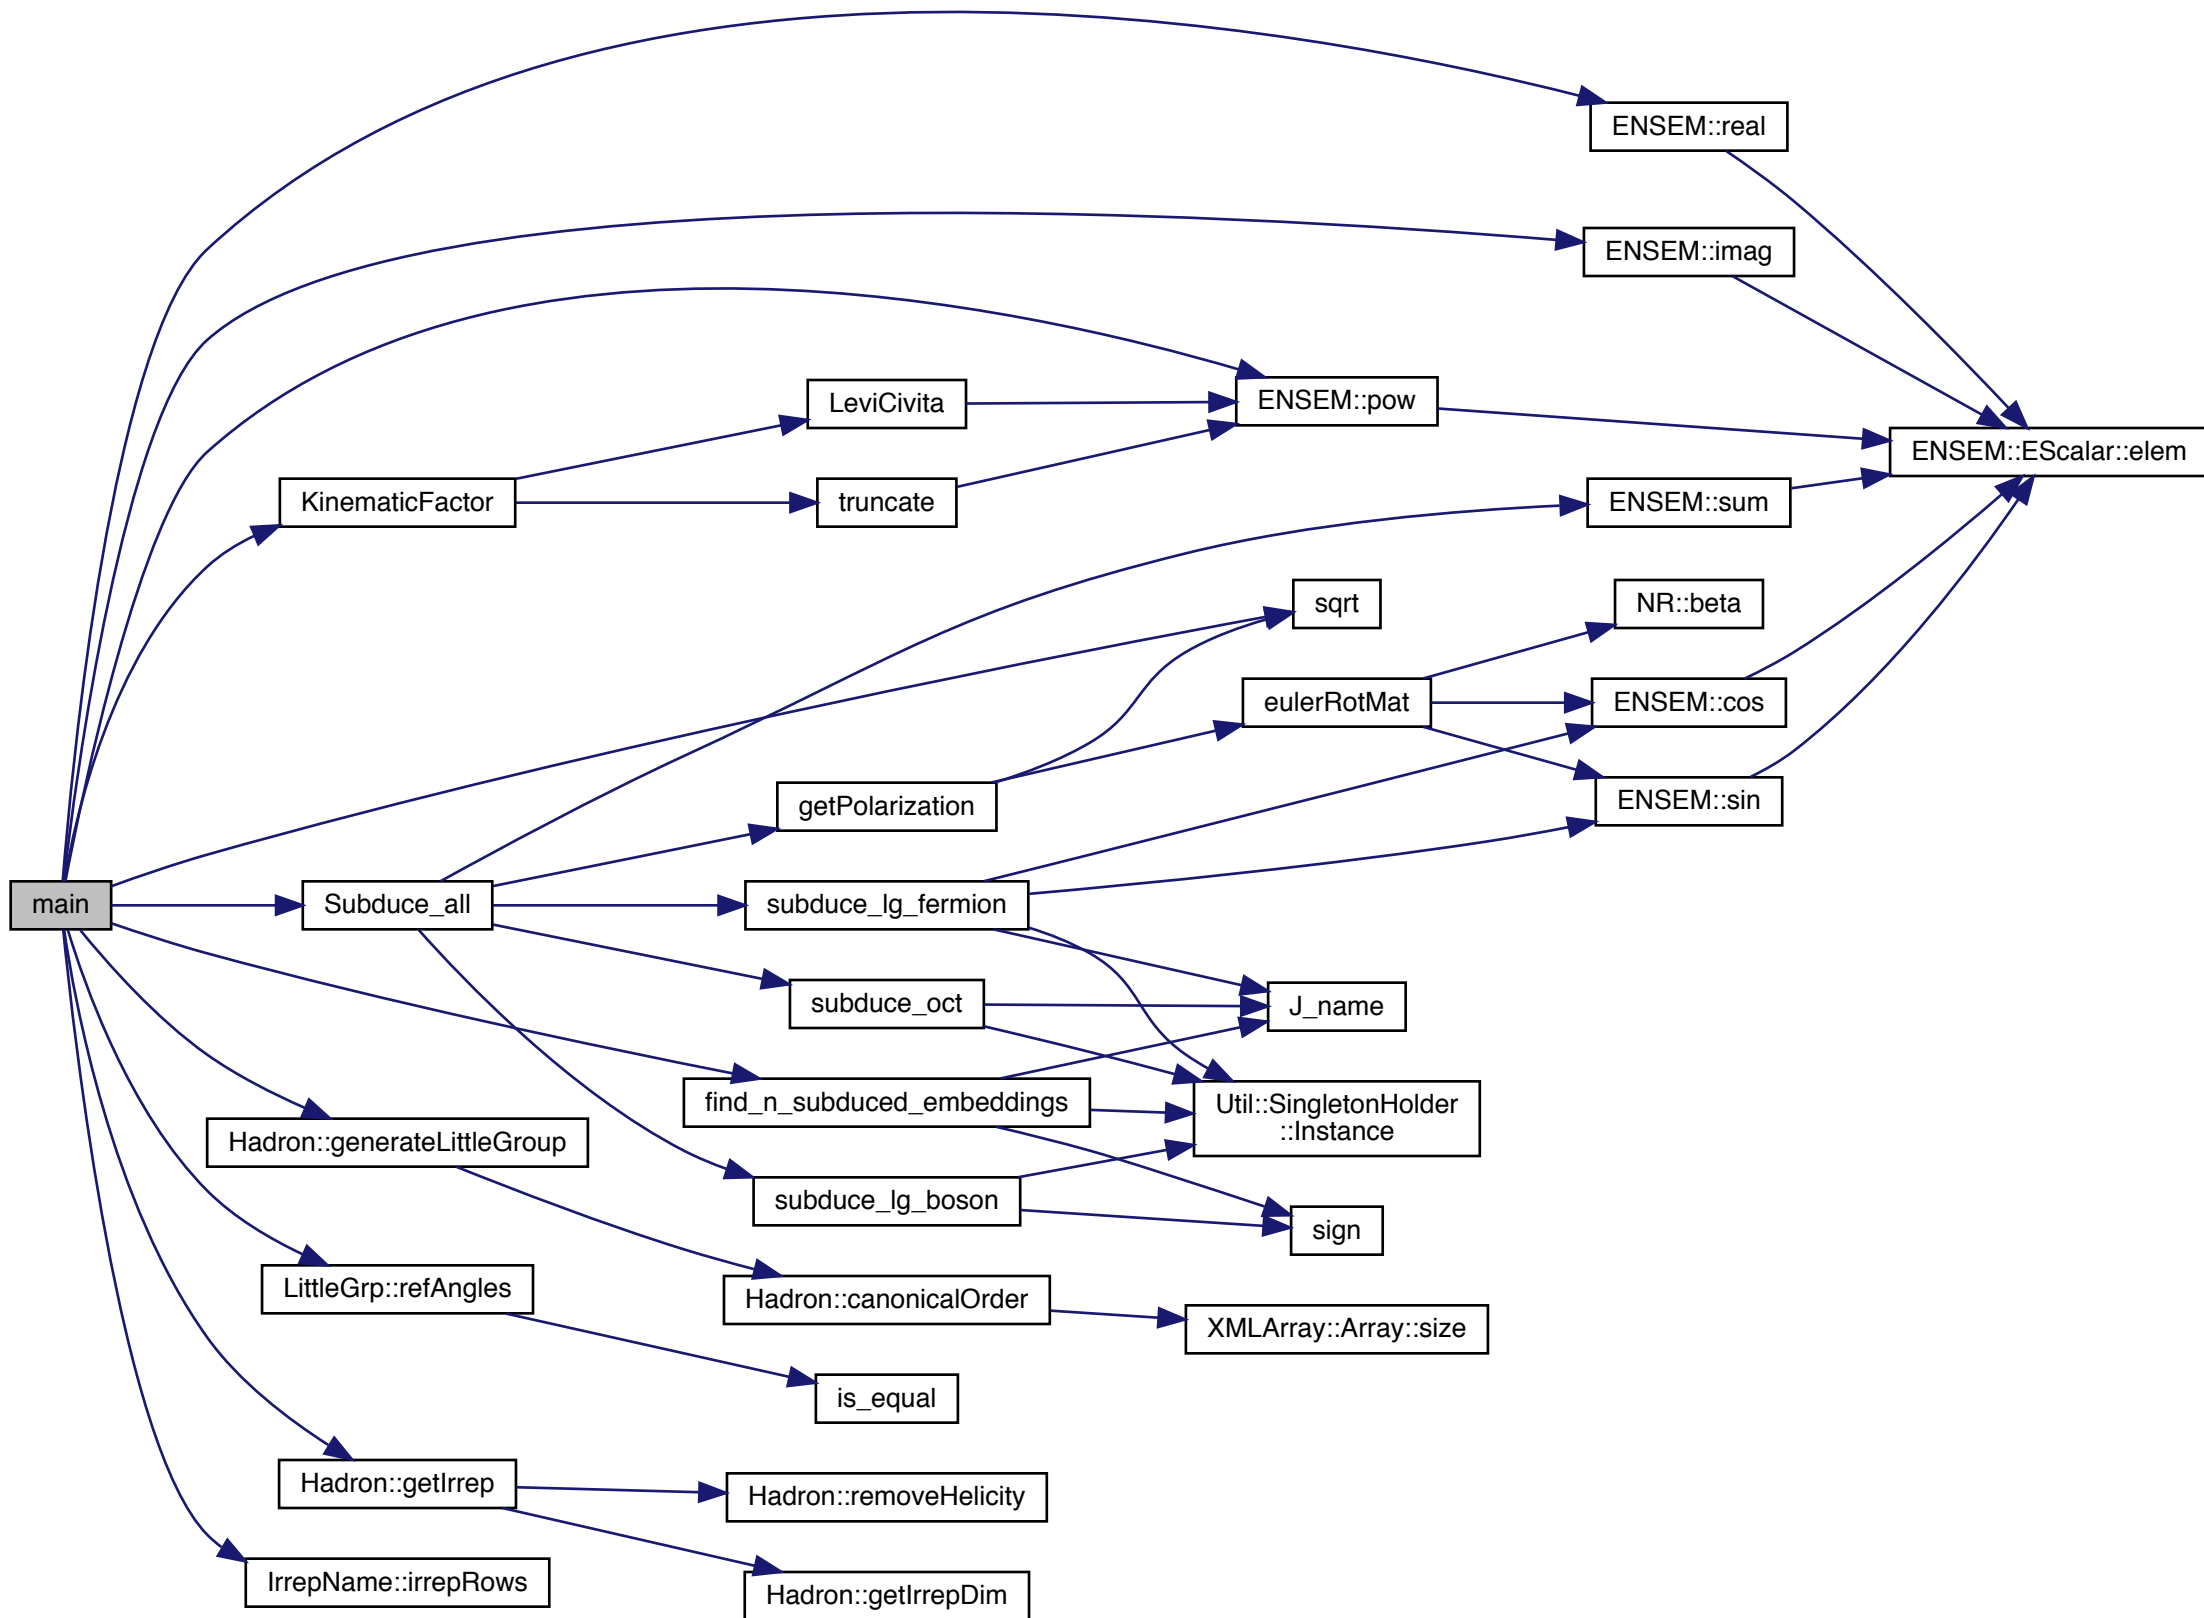 ENSEM::real
ENSEM::imag
LeviCivita
ENSEM::pow
ENSEM::EScalar::elem
KinematicFactor
truncate
ENSEM::sum
sqrt
NR::beta
eulerRotMat
ENSEM::cos
getPolarization
ENSEM::sin
main
Subduce_all
subduce_lg_fermion
subduce_oct
J_name
find_n_subduced_embeddings
Util::SingletonHolder
::Instance
Hadron::generateLittleGroup
subduce_lg_boson
sign
LittleGrp::refAngles
Hadron::canonicalOrder
XMLArray::Array::size
is_equal
Hadron::getIrrep
Hadron::removeHelicity
IrrepName::irrepRows
Hadron::getIrrepDim